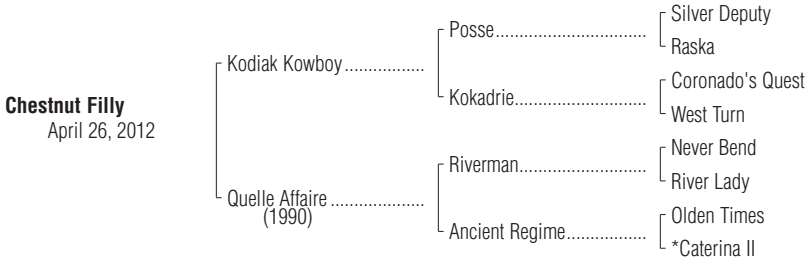 Silver Deputy
Posse
Raska
Kodiak Kowboy
Coronado's Quest
Kokadrie
West Turn
Chestnut Filly
April 26, 2012
Never Bend
Riverman
River Lady
Quelle Affaire
(1990)
Olden Times
Ancient Regime
*Caterina II